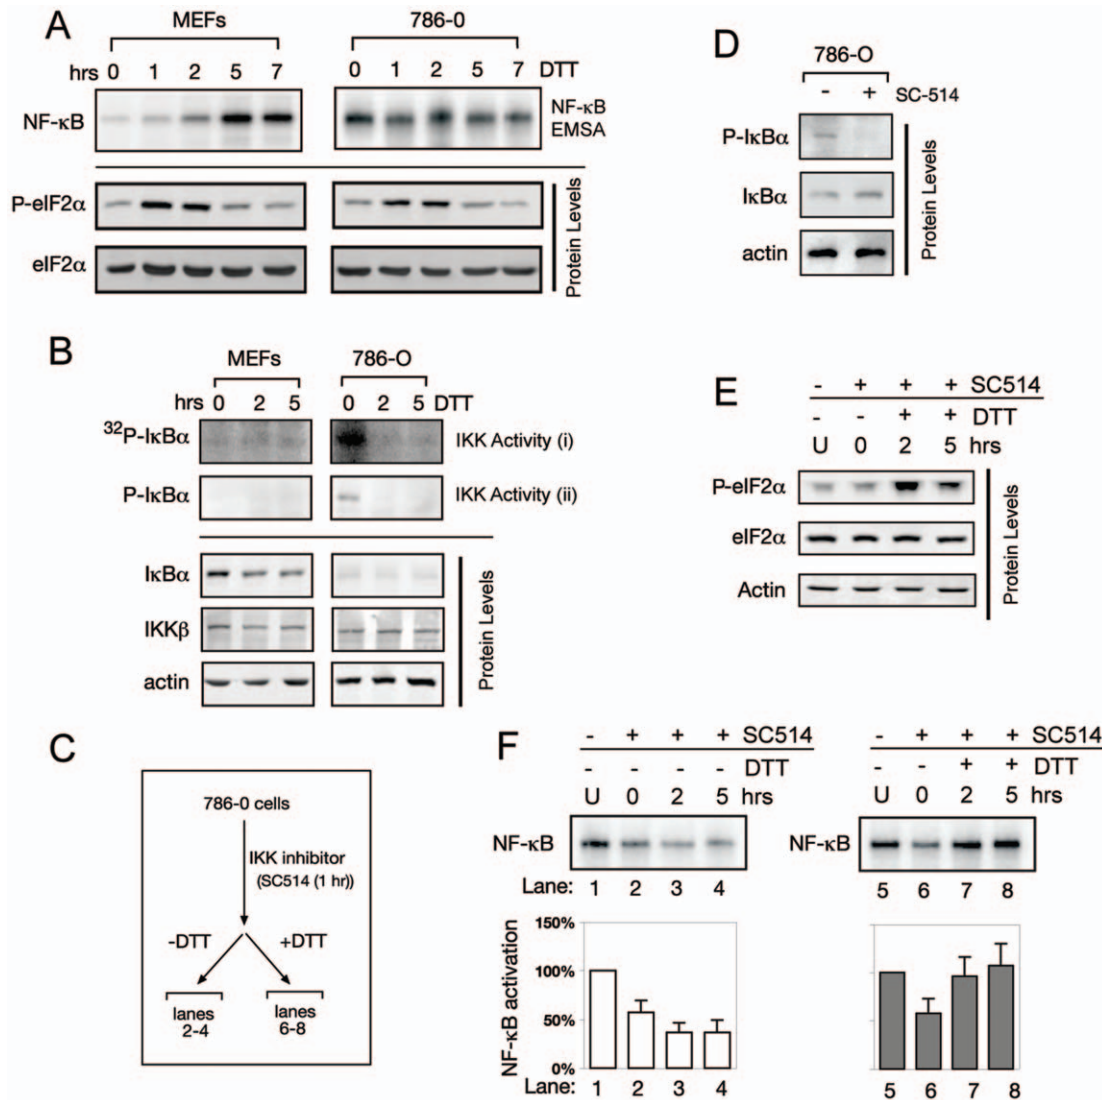 A
MEFs
786-0
hrs 0 1 2 5 7
0 1 2 5 7 DTT
NF-κB
NF-κB
EMSA
P-eIF2α
eIF2α
Protein Levels
B
MEFs
786-O
hrs 0 2 5
0 2 5 DTT
32P-IκBα
IKK Activity (i)
P-IκBα
IKK Activity (ii)
IκBα
IKKβ
actin
Protein Levels
C
786-0 cells
IKK inhibitor
(SC514 (1 hr))
-DTT +DTT
lanes
2-4
lanes
6-8
D
786-O
- + SC-514
P-IκBα
IκBα
actin
Protein Levels
E
- + + + SC514
- - + + DTT
U 0 2 5 hrs
P-eIF2α
eIF2α
Actin
Protein Levels
F
- + + + SC514
- - - - DTT
U 0 2 5 hrs
NF-κB
Lane: 1 2 3 4
NF-κB activation
150%
100%
50%
0%
Lane: 1 2 3 4
- + + + SC514
- - + + DTT
U 0 2 5 hrs
NF-κB
5 6 7 8
5 6 7 8